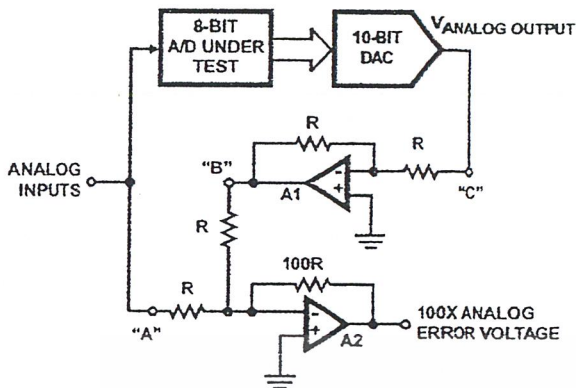 8-BIT
A/D UNDER
TEST
10-BIT
DAC
VANALOG OUTPUT
R
R
"B"
ANALOG
INPUTS
A1
-
+
"C"
R
100R
R
"A"
-
+
A2
100X ANALOG
ERROR VOLTAGE